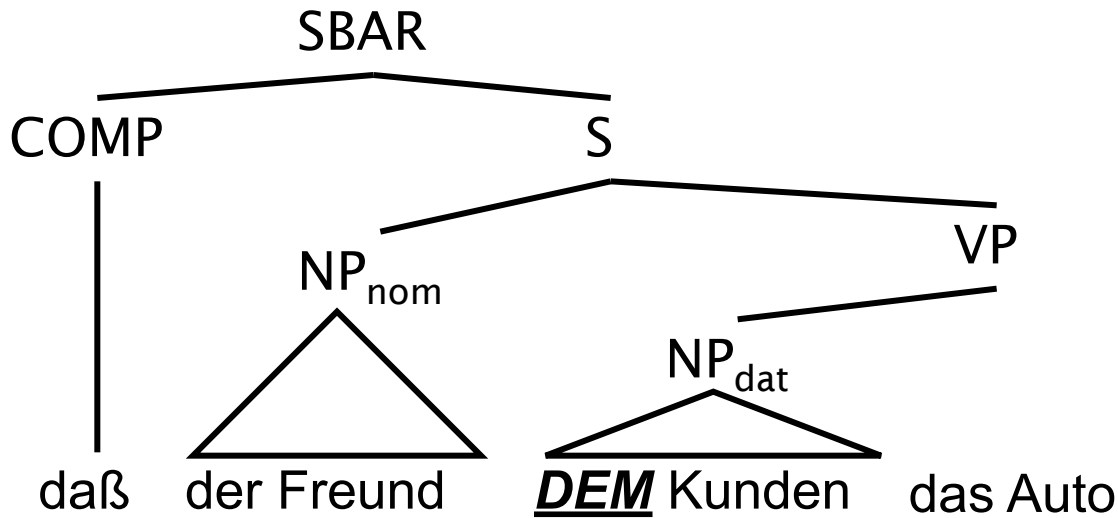 SBAR
COMP S
NPnom VP
NPdat
daß der Freund DEM Kunden das Auto